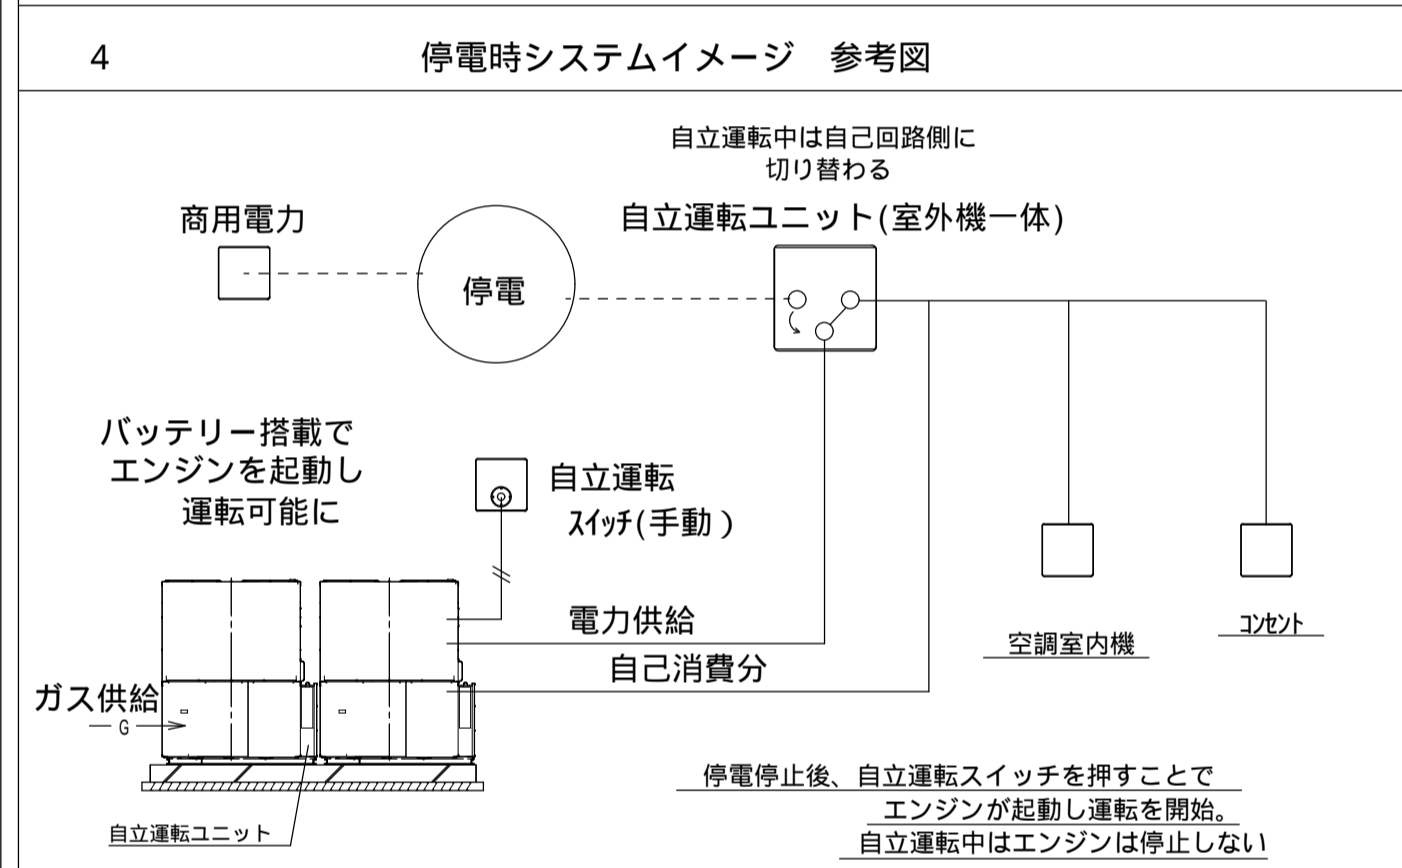 4
停電時システムイメージ 参考図
自立運転中は自己回路側に
切り替わる
商用電力
自立運転ユニット(室外機一体)
停電
バッテリー搭載で
エンジンを起動し
運転可能に
自立運転
ｽｲｯﾁ(手動)
電力供給
自己消費分
ガス供給
G
空調室内機
ｺﾝｾﾝﾄ
自立運転ユニット
停電停止後、自立運転スイッチを押すことで
エンジンが起動し運転を開始。
自立運転中はエンジンは停止しない